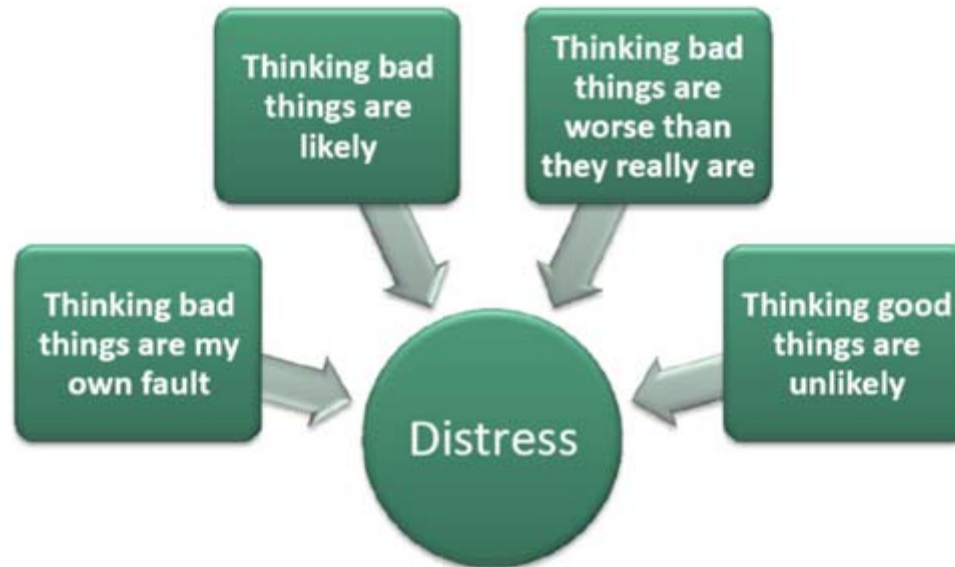 Thinking bad
things are my
own fault
Thinking bad
things are
likely
Thinking bad
things are
worse than
they really are
Thinking good
things are
unlikely
Distress